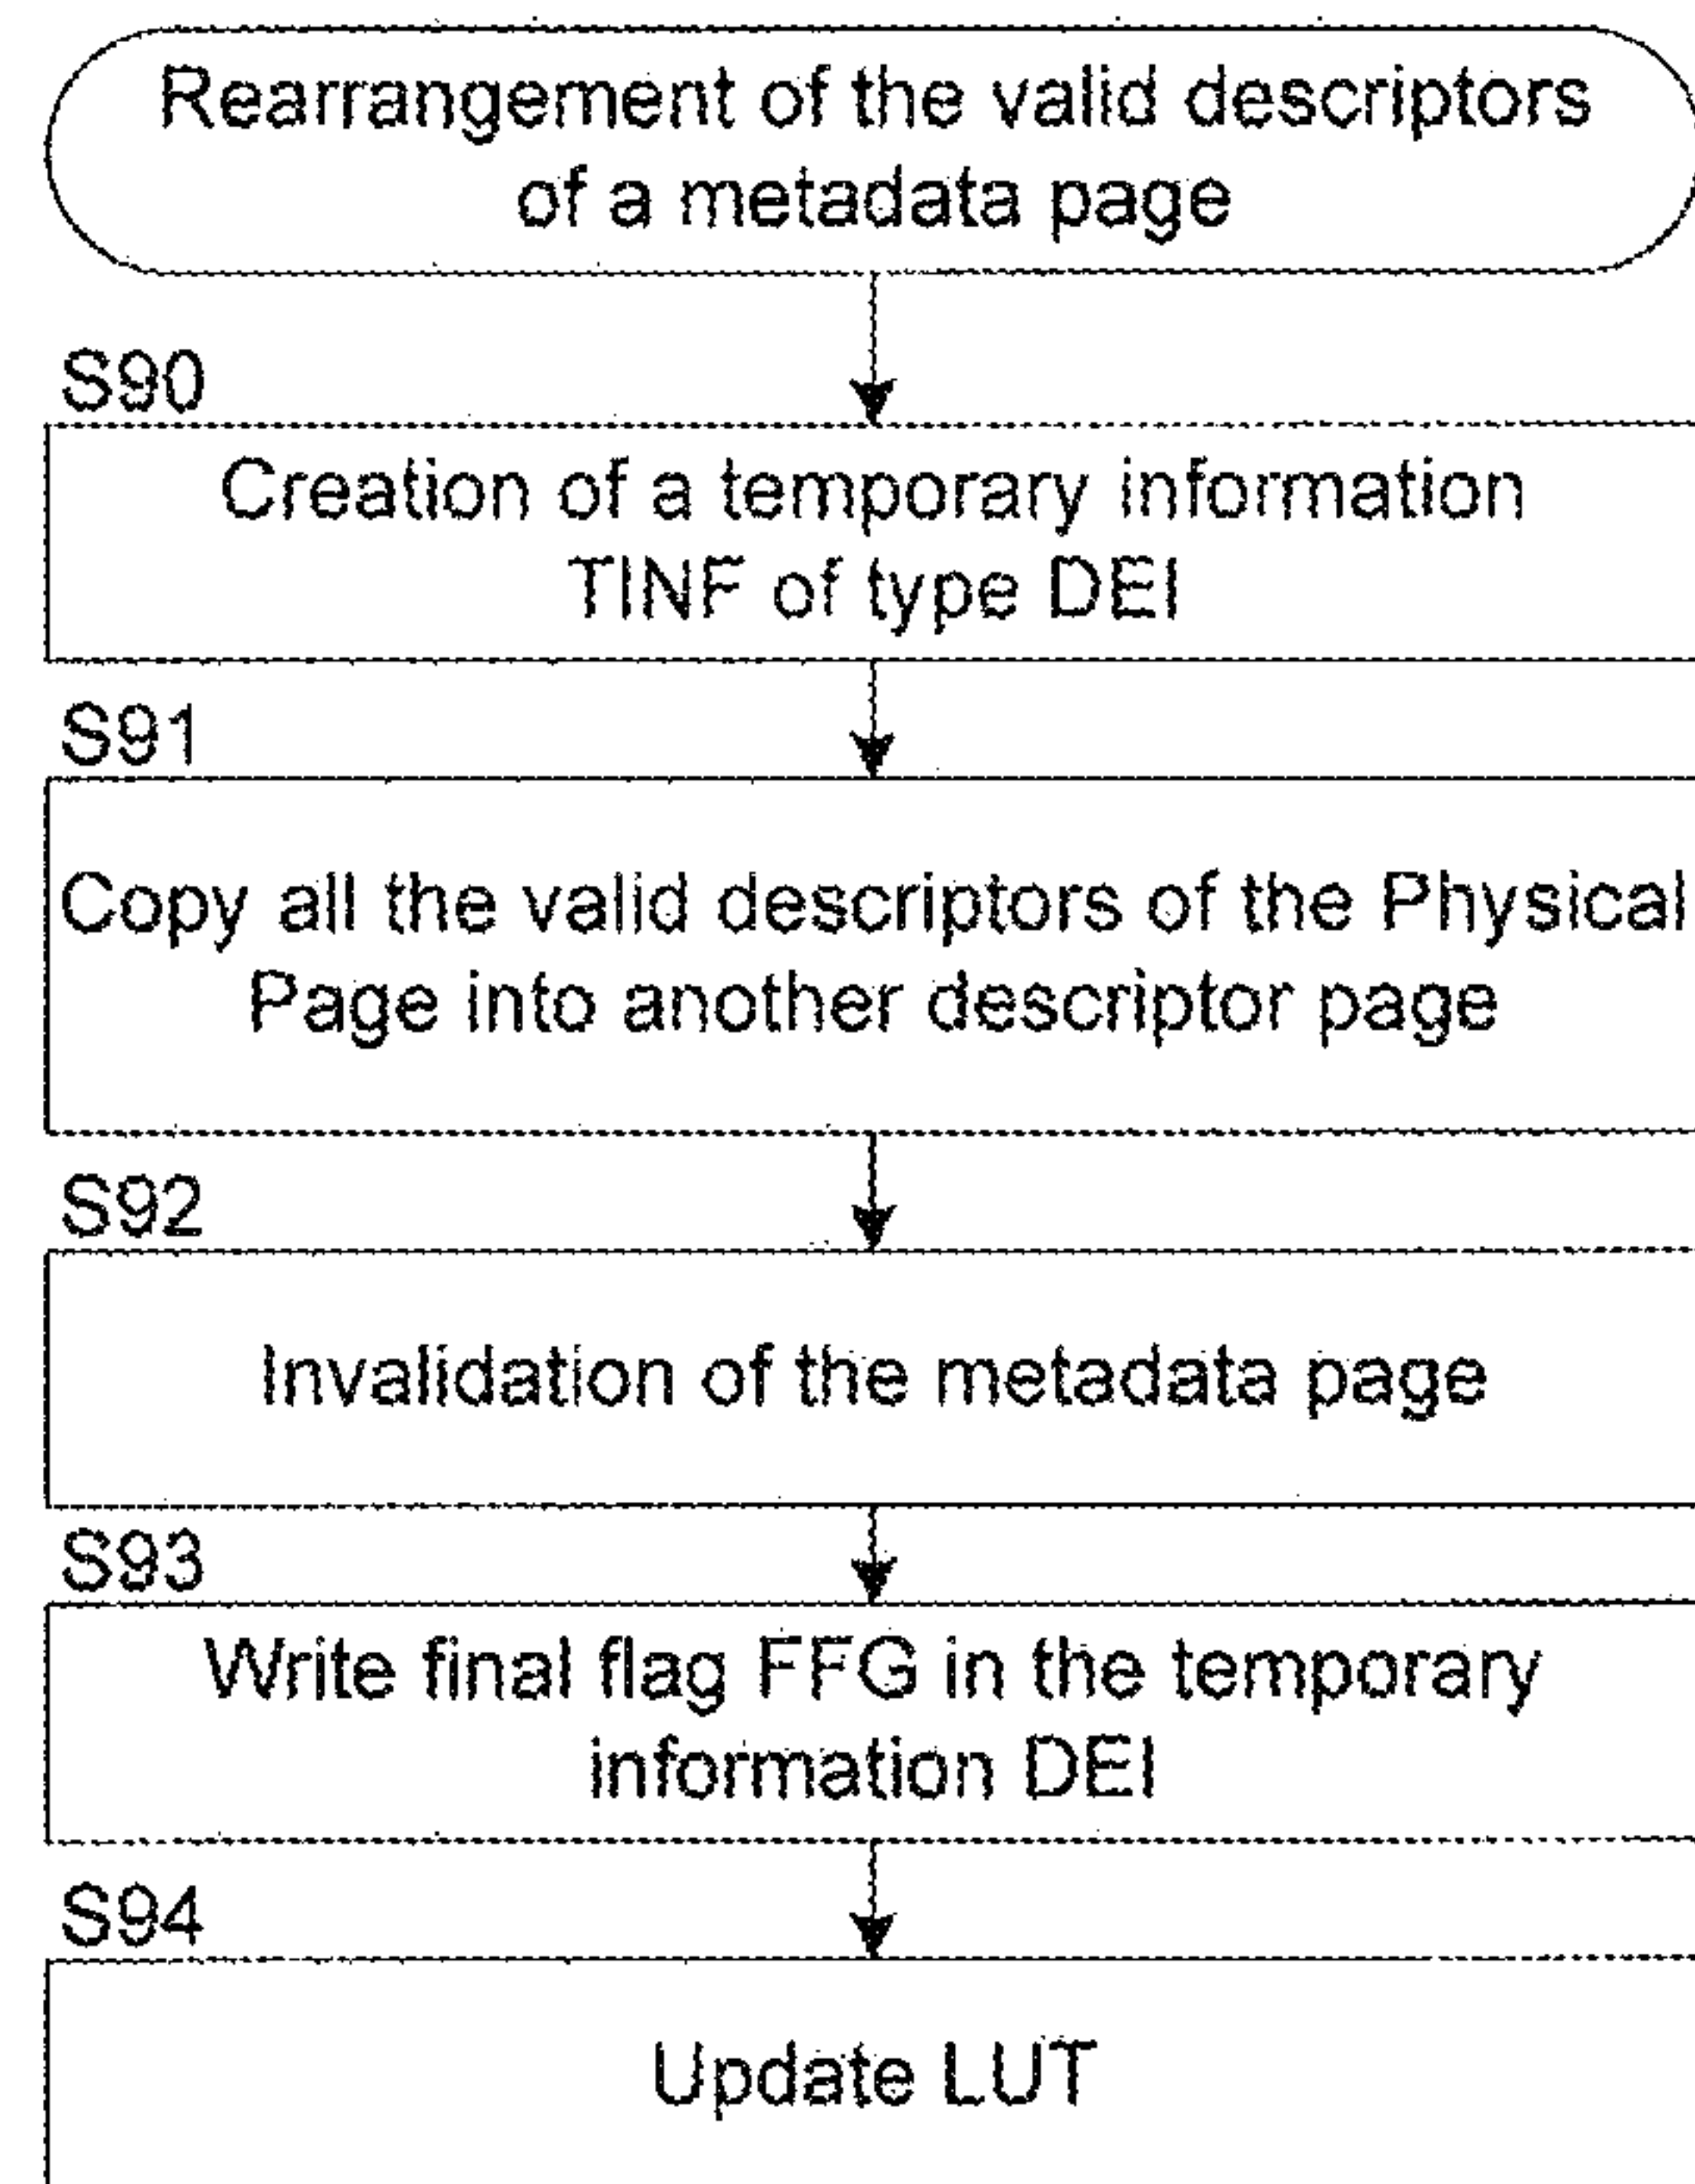 Rearrangement of the valid descriptors
of a metadata page
S90
Creation of a temporary information
TINF of type DEI
S91
Copy all the valid descriptors of the Physical
Page into another descriptor page
S92
Invalidation of the metadata page
S93
Write final flag FFG in the temporary
information DEI
S94
Update LUT